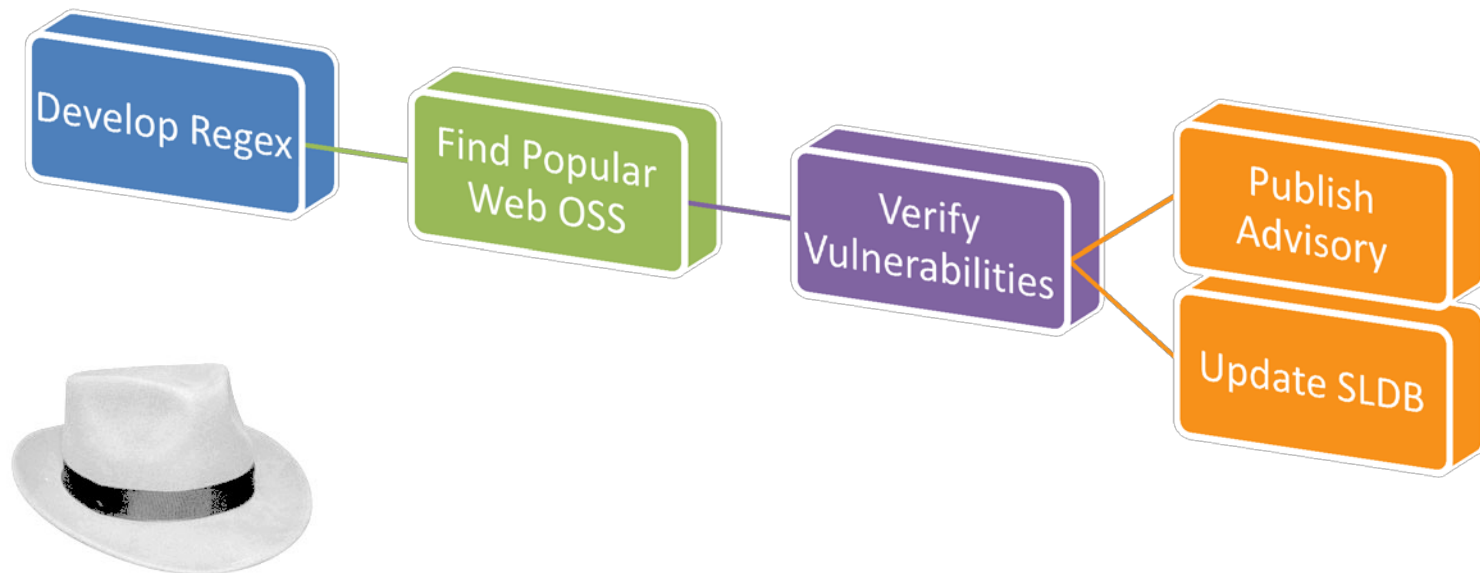 Develop Regex
Find Popular
Web OSS
Verify
Vulnerabilities
Publish
Advisory
Update SLDB